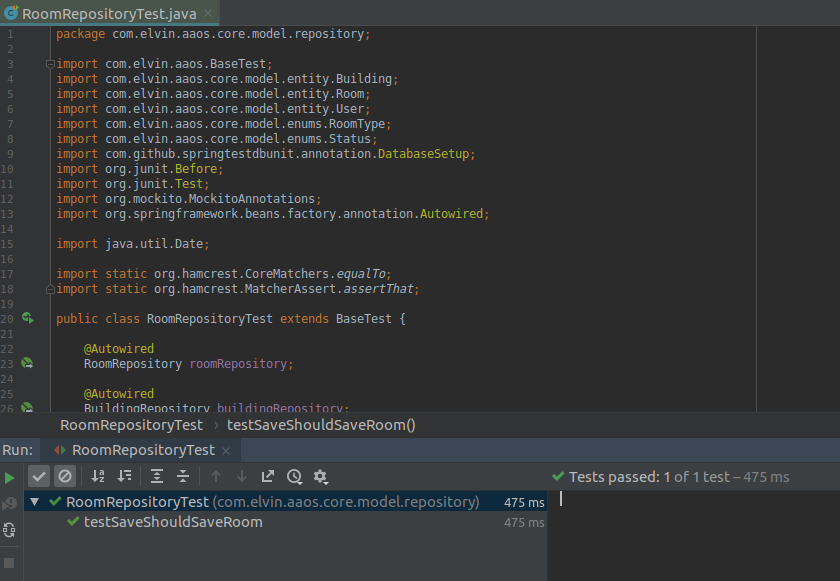 RoomRepositoryTest.java
1 package com.elvin.aaos.core.model.repository;
2
3 import com.elvin.aaos.BaseTest;
4 import com.elvin.aaos.core.model.entity.Building;
5 import com.elvin.aaos.core.model.entity.Room;
6 import com.elvin.aaos.core.model.entity.User;
7 import com.elvin.aaos.core.model.enums.RoomType;
8 import com.elvin.aaos.core.model.enums.Status;
9 import com.github.springtestdbunit.annotation.DatabaseSetup;
10 import org.junit.Before;
11 import org.junit.Test;
12 import org.mockito.MockitoAnnotations;
13 import org.springframework.beans.factory.annotation.Autowired;
14
15 import java.util.Date;
16
17 import static org.hamcrest.CoreMatchers.equalTo;
18 import static org.hamcrest.MatcherAssert.assertThat;
19
20 public class RoomRepositoryTest extends BaseTest {
21
22 @Autowired
23 RoomRepository roomRepository;
24
25 @Autowired
26 BuildingRepository buildingRepository;
RoomRepositoryTest › testSaveShouldSaveRoom()
Run: RoomRepositoryTest
Tests passed: 1 of 1 test – 475 ms
RoomRepositoryTest (com.elvin.aaos.core.model.repository) 475 ms
testSaveShouldSaveRoom 475 ms